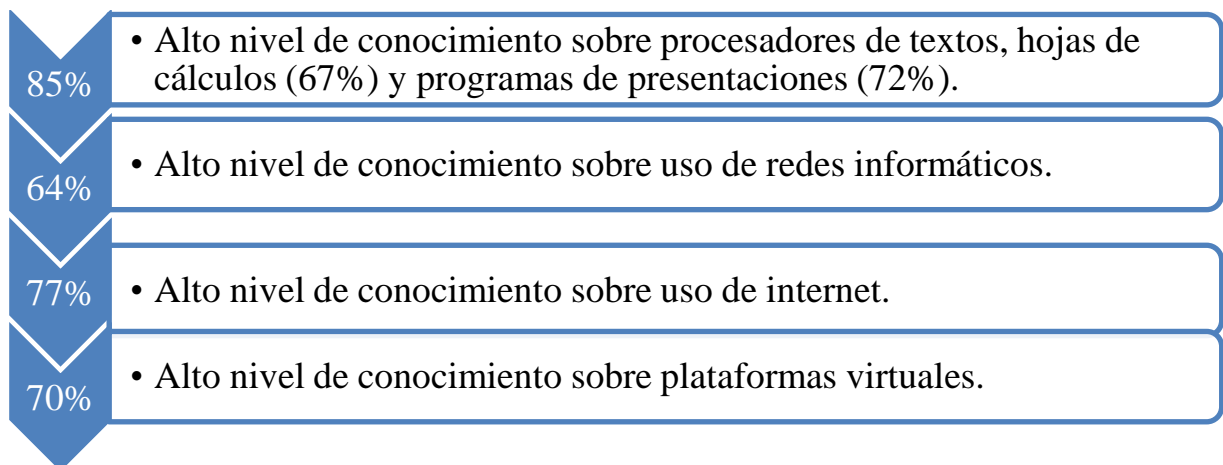 85%
• Alto nivel de conocimiento sobre procesadores de textos, hojas de
cálculos (67%) y programas de presentaciones (72%).
64%
• Alto nivel de conocimiento sobre uso de redes informáticos.
77%
• Alto nivel de conocimiento sobre uso de internet.
70%
• Alto nivel de conocimiento sobre plataformas virtuales.